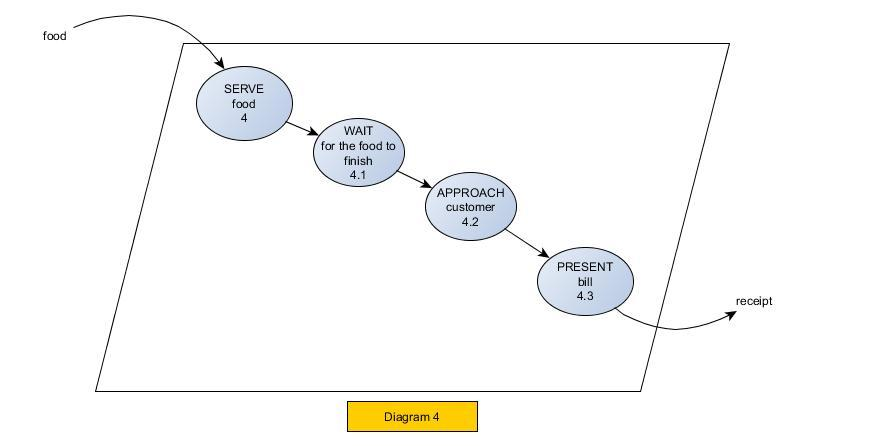 food
SERVE
food
4
WAIT
for the food to
finish
4.1
APPROACH
customer
4.2
PRESENT
bill
4.3
receipt
Diagram 4